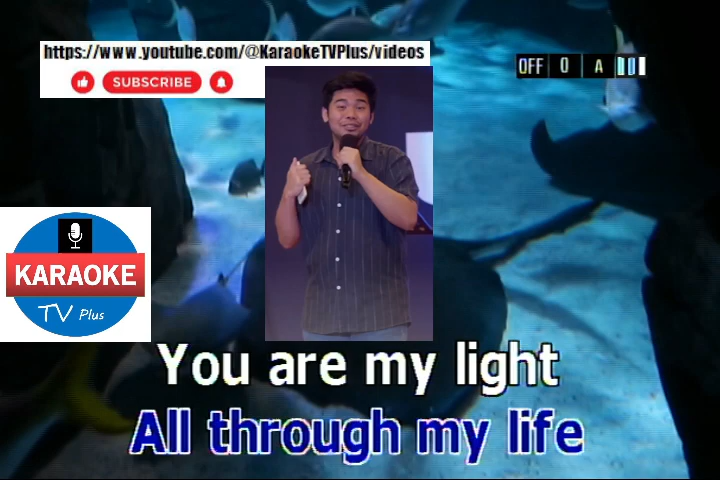 https://www.youtube.com/@KaraokeTVPlus/videos
SUBSCRIBE
OFF 0 A
KARAOKE
TV Plus
You are my light
All through my life